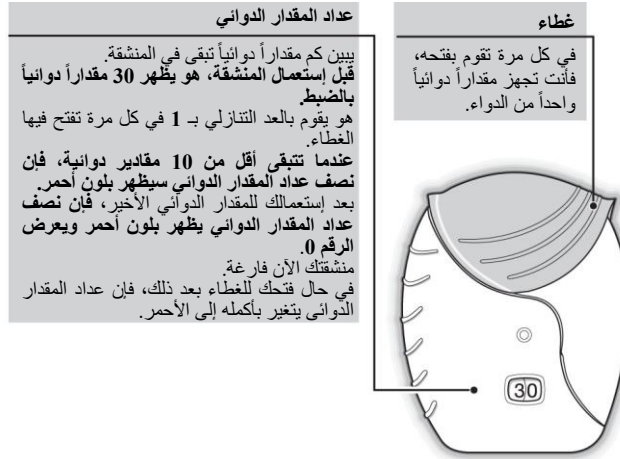 غطاء
في كل مرة تقوم بفتحه،
فأنت تجهز مقداراً دوائياً
واحداً من الدواء.
عداد المقدار الدوائي
يبين كم مقداراً دوائياً تبقى في المنشقة.
قبل إستعمال المنشقة، هو يظهر 30 مقداراً دوائياً
بالضبط.
هو يقوم بالعد التنازلي بـ 1 في كل مرة تفتح فيها
الغطاء.
عندما تتبقى أقل من 10 مقادير دوائية، فإن
نصف عداد المقدار الدوائي سيظهر بلون أحمر.
بعد إستعمالك للمقدار الدوائي الأخير، فإن نصف
عداد المقدار الدوائي يظهر بلون أحمر ويعرض
الرقم 0.
منشقتك الآن فارغة.
في حال فتحك للغطاء بعد ذلك، فإن عداد المقدار
الدوائي يتغير بأكمله إلى الأحمر.
30